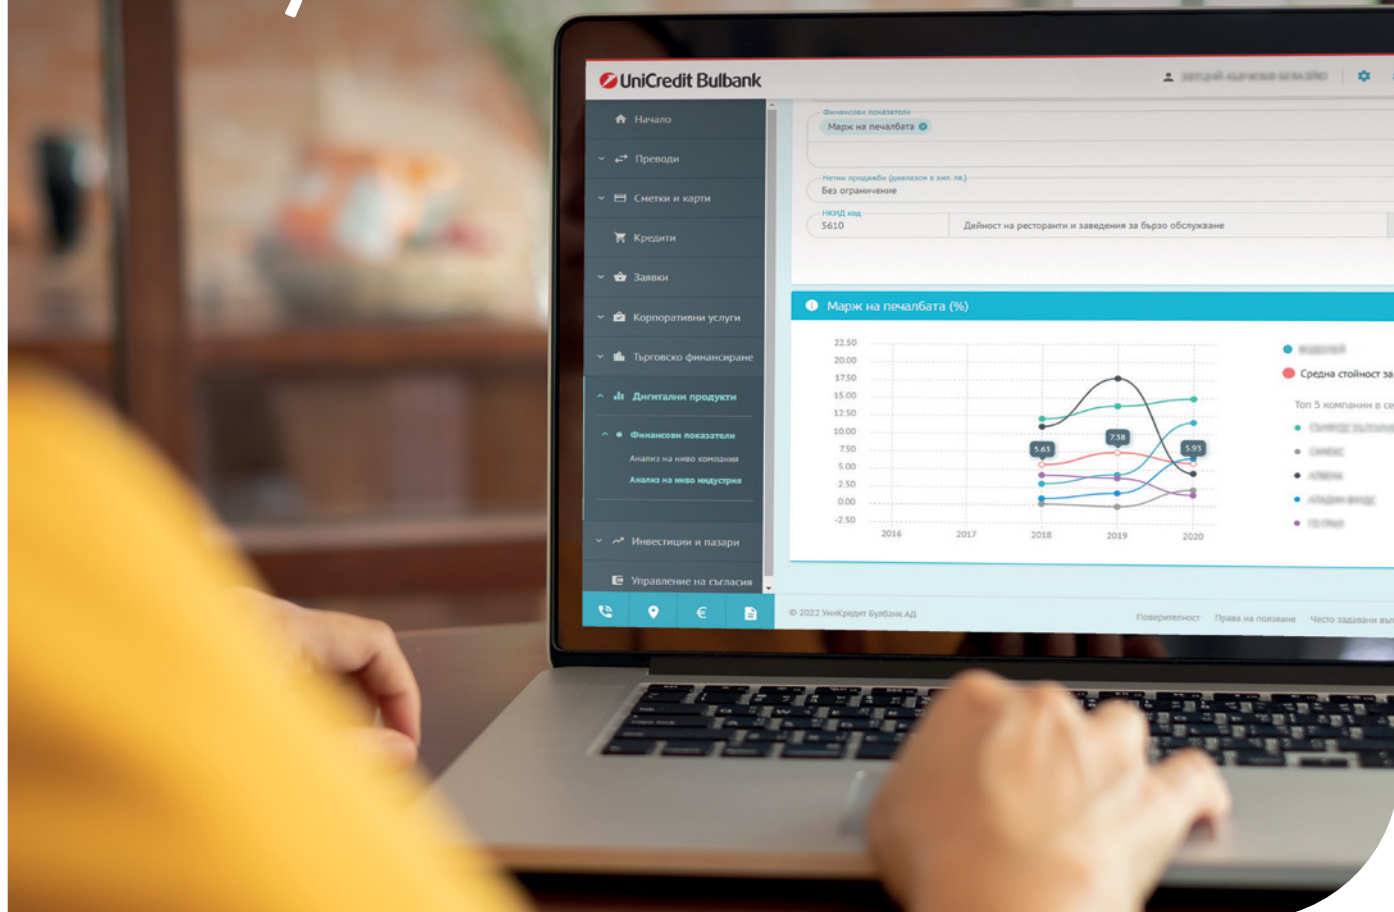 UniCredit Bulbank
Начало
Преводи
Сметки и карти
Кредити
Заявки
Корпоративни услуги
Търговско финансиране
Дигитални продукти
Финансови показатели
Анализ на ниво компания
Анализ на ниво индустрия
Инвестиции и пазари
Управление на съгласия
Финансови показатели
Марж на печалбата
Нетни продажби (диапазон в хил. лв.)
Без ограничение
НКИД код
5610
Дейност на ресторанти и заведения за бързо обслужване
Марж на печалбата (%)
22.50
20.00
17.50
15.00
12.50
10.00
7.50
5.00
2.50
0.00
-2.50
5.63
7.38
5.93
2016
2017
2018
2019
2020
Средна стойност за
Топ 5 компании в се
© 2022 УниКредит Булбанк АД
Поверителност
Права на ползване
Често задавани въп